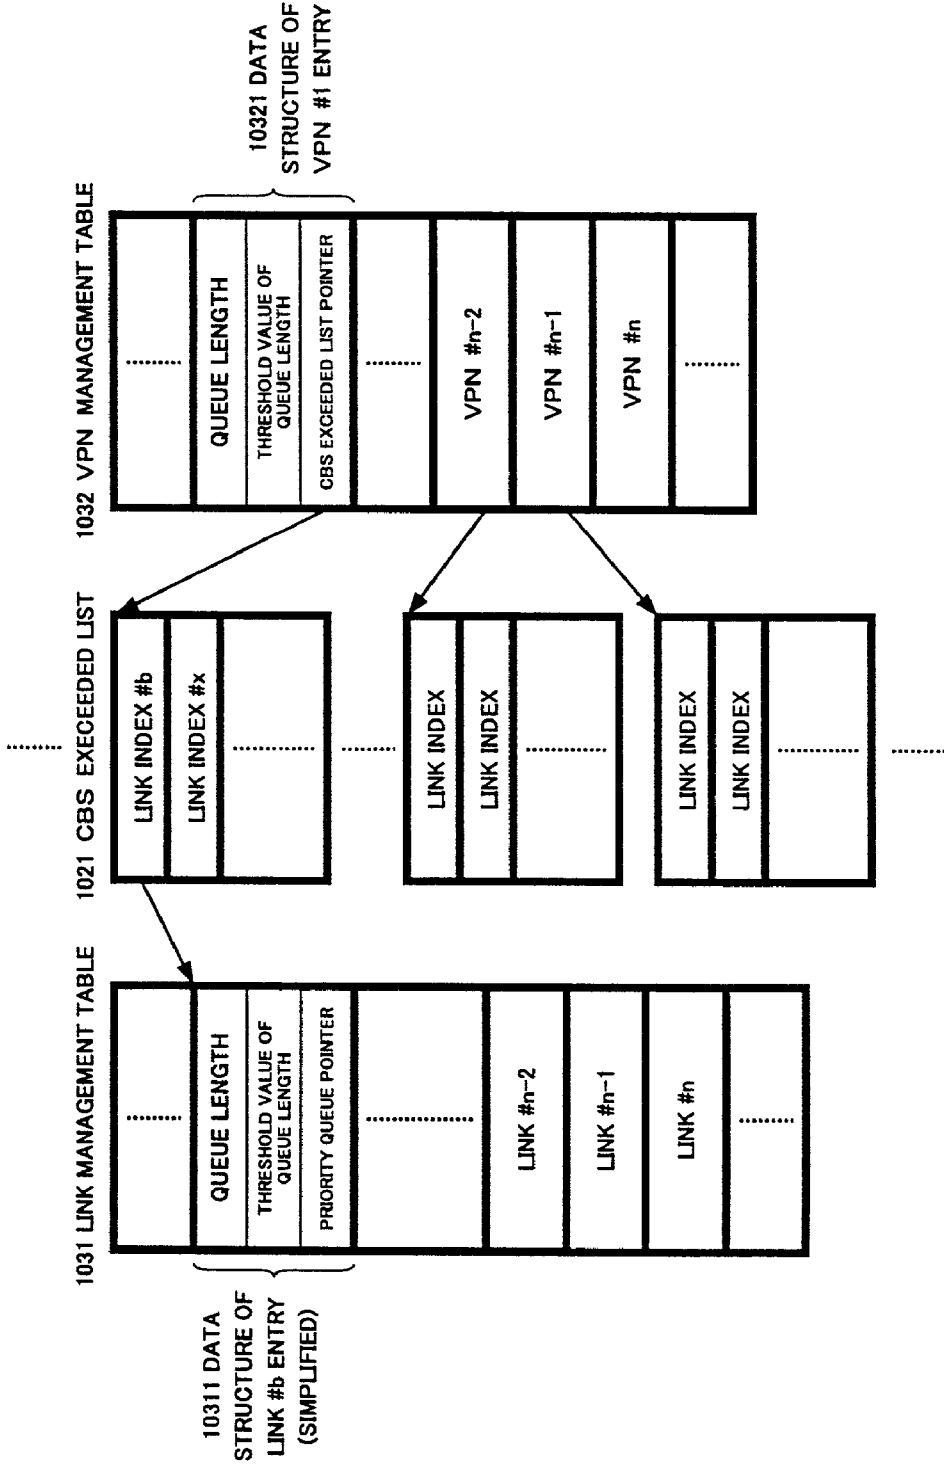 1031 LINK MANAGEMENT TABLE
10311 DATA
STRUCTURE OF
LINK #b ENTRY
(SIMPLIFIED)
QUEUE LENGTH
THRESHOLD VALUE OF
QUEUE LENGTH
PRIORITY QUEUE POINTER
LINK #n-2
LINK #n-1
LINK #n
1021 CBS EXCEEDED LIST
LINK INDEX #b
LINK INDEX #x
LINK INDEX
LINK INDEX
LINK INDEX
LINK INDEX
1032 VPN MANAGEMENT TABLE
QUEUE LENGTH
THRESHOLD VALUE OF
QUEUE LENGTH
CBS EXCEEDED LIST POINTER
VPN #n-2
VPN #n-1
VPN #n
10321 DATA
STRUCTURE OF
VPN #1 ENTRY